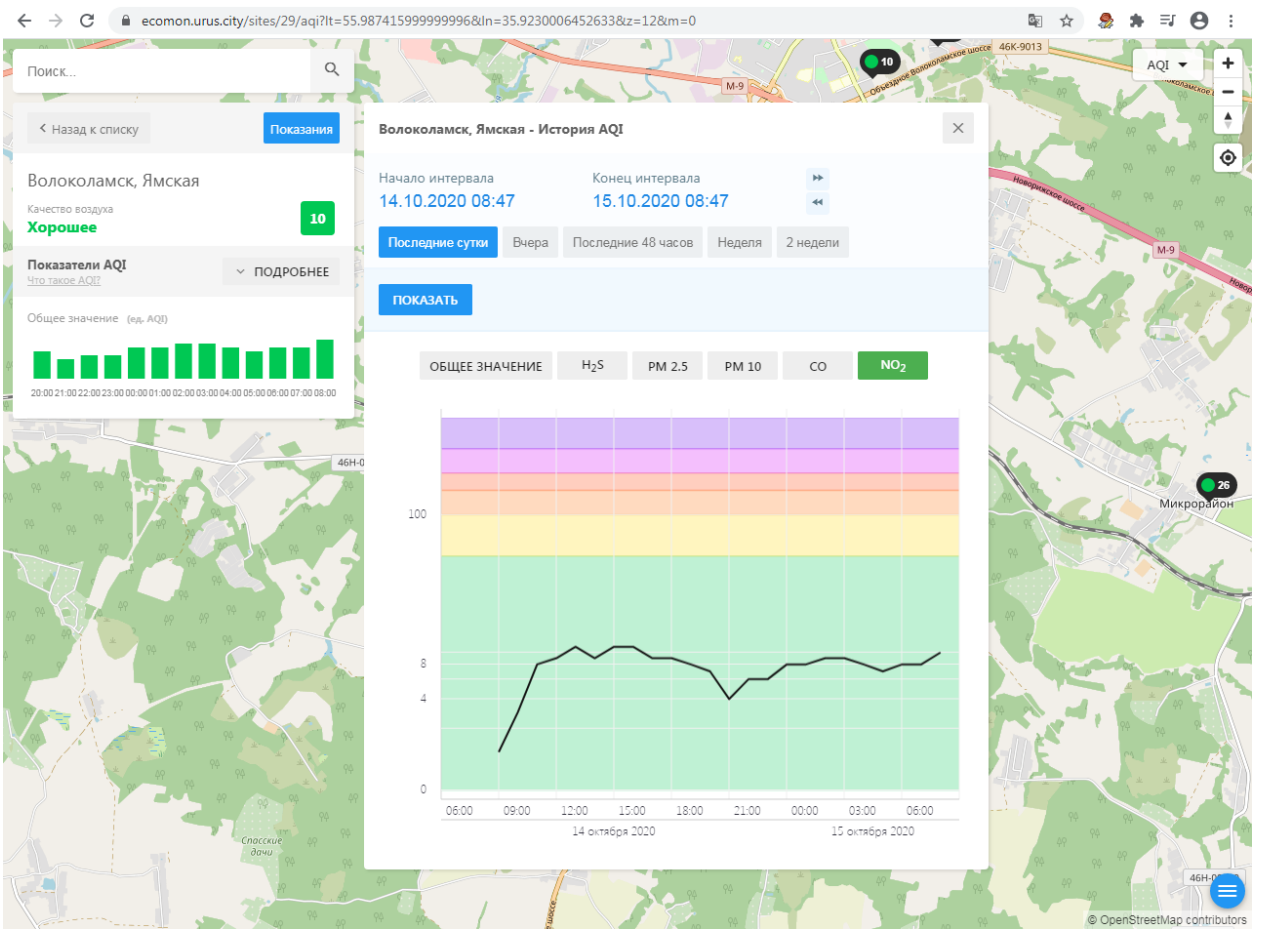 ecomon.urus.city/sites/29/aqi?lt=55.98741599999996&ln=35.9230006452633&z=12&m=0
Поиск...
Назад к списку
Показания
Волоколамск, Ямская
Качество воздуха
Хорошее
10
Показатели AQI
Что такое AQI?
ПОДРОБНЕЕ
Общее значение (ед. AQI)
20:00 21:00 22:00 23:00 00:00 01:00 02:00 03:00 04:00 05:00 06:00 07:00 08:00
Волоколамск, Ямская - История AQI
Начало интервала
Конец интервала
14.10.2020 08:47
15.10.2020 08:47
Последние сутки
Вчера
Последние 48 часов
Неделя
2 недели
ПОКАЗАТЬ
ОБЩЕЕ ЗНАЧЕНИЕ
H₂S
PM 2.5
PM 10
CO
NO₂
100
8
4
0
06:00 09:00 12:00 15:00 18:00 21:00 00:00 03:00 06:00
14 октября 2020
15 октября 2020
M-9
10
Объездное Волоколамское шоссе
46К-9013
AQI
Новорижское шоссе
M-9
26
Микрорайон
Спасские
дачи
© OpenStreetMap contributors